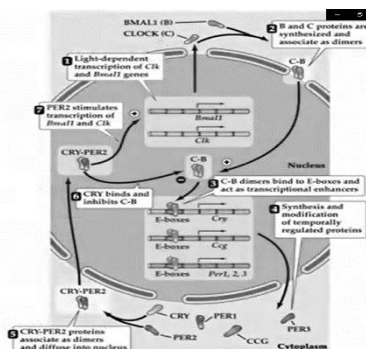 BMAL1 (B)
CLOCK (C)
2 B and C proteins are
synthesized and
associate as dimers
1 Light-dependent
transcription of Clk
and Bmal1 genes
C-B
7 PER2 stimulates
transcription of
Bmal1 and Clk
+
Bmal1
Clk
CRY-PER2
C-B
+
Nucleus
−
3 C-B dimers bind to E-boxes and
act as transcriptional enhancers
6 CRY binds and
inhibits C-B
E-boxes Cry
4 Synthesis and
modification
of temporally
regulated proteins
E-boxes Ccg
E-boxes Per1, 2, 3
CRY-PER2
CRY
PER1
PER2
CCG
PER3
5 CRY-PER2 proteins
associate as dimers
and diffuse into nucleus
Cytoplasm